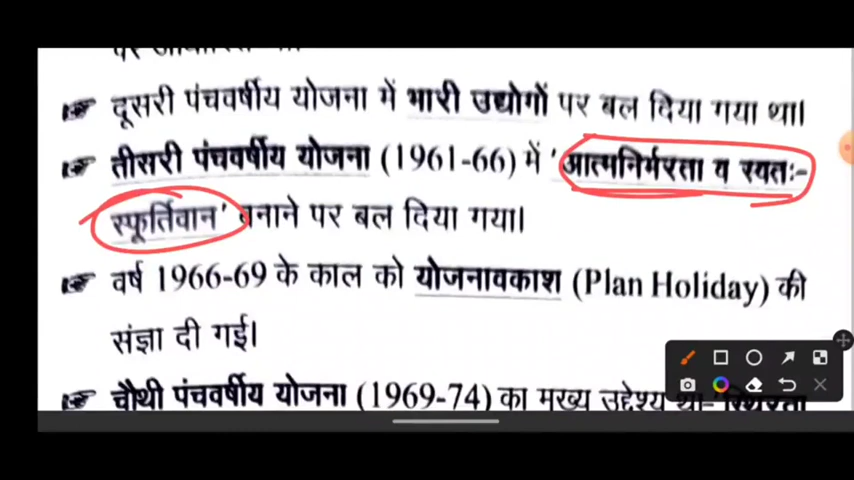 ☛ दूसरी पंचवर्षीय योजना में भारी उद्योगों पर बल दिया गया था।
☛ तीसरी पंचवर्षीय योजना (1961-66) में 'आत्मनिर्भरता व स्वतः-
स्फूर्तिवान' बनाने पर बल दिया गया।
☛ वर्ष 1966-69 के काल को योजनावकाश (Plan Holiday) की
संज्ञा दी गई।
☛ चौथी पंचवर्षीय योजना (1969-74) का मुख्य उद्देश्य था- 'स्थिरता